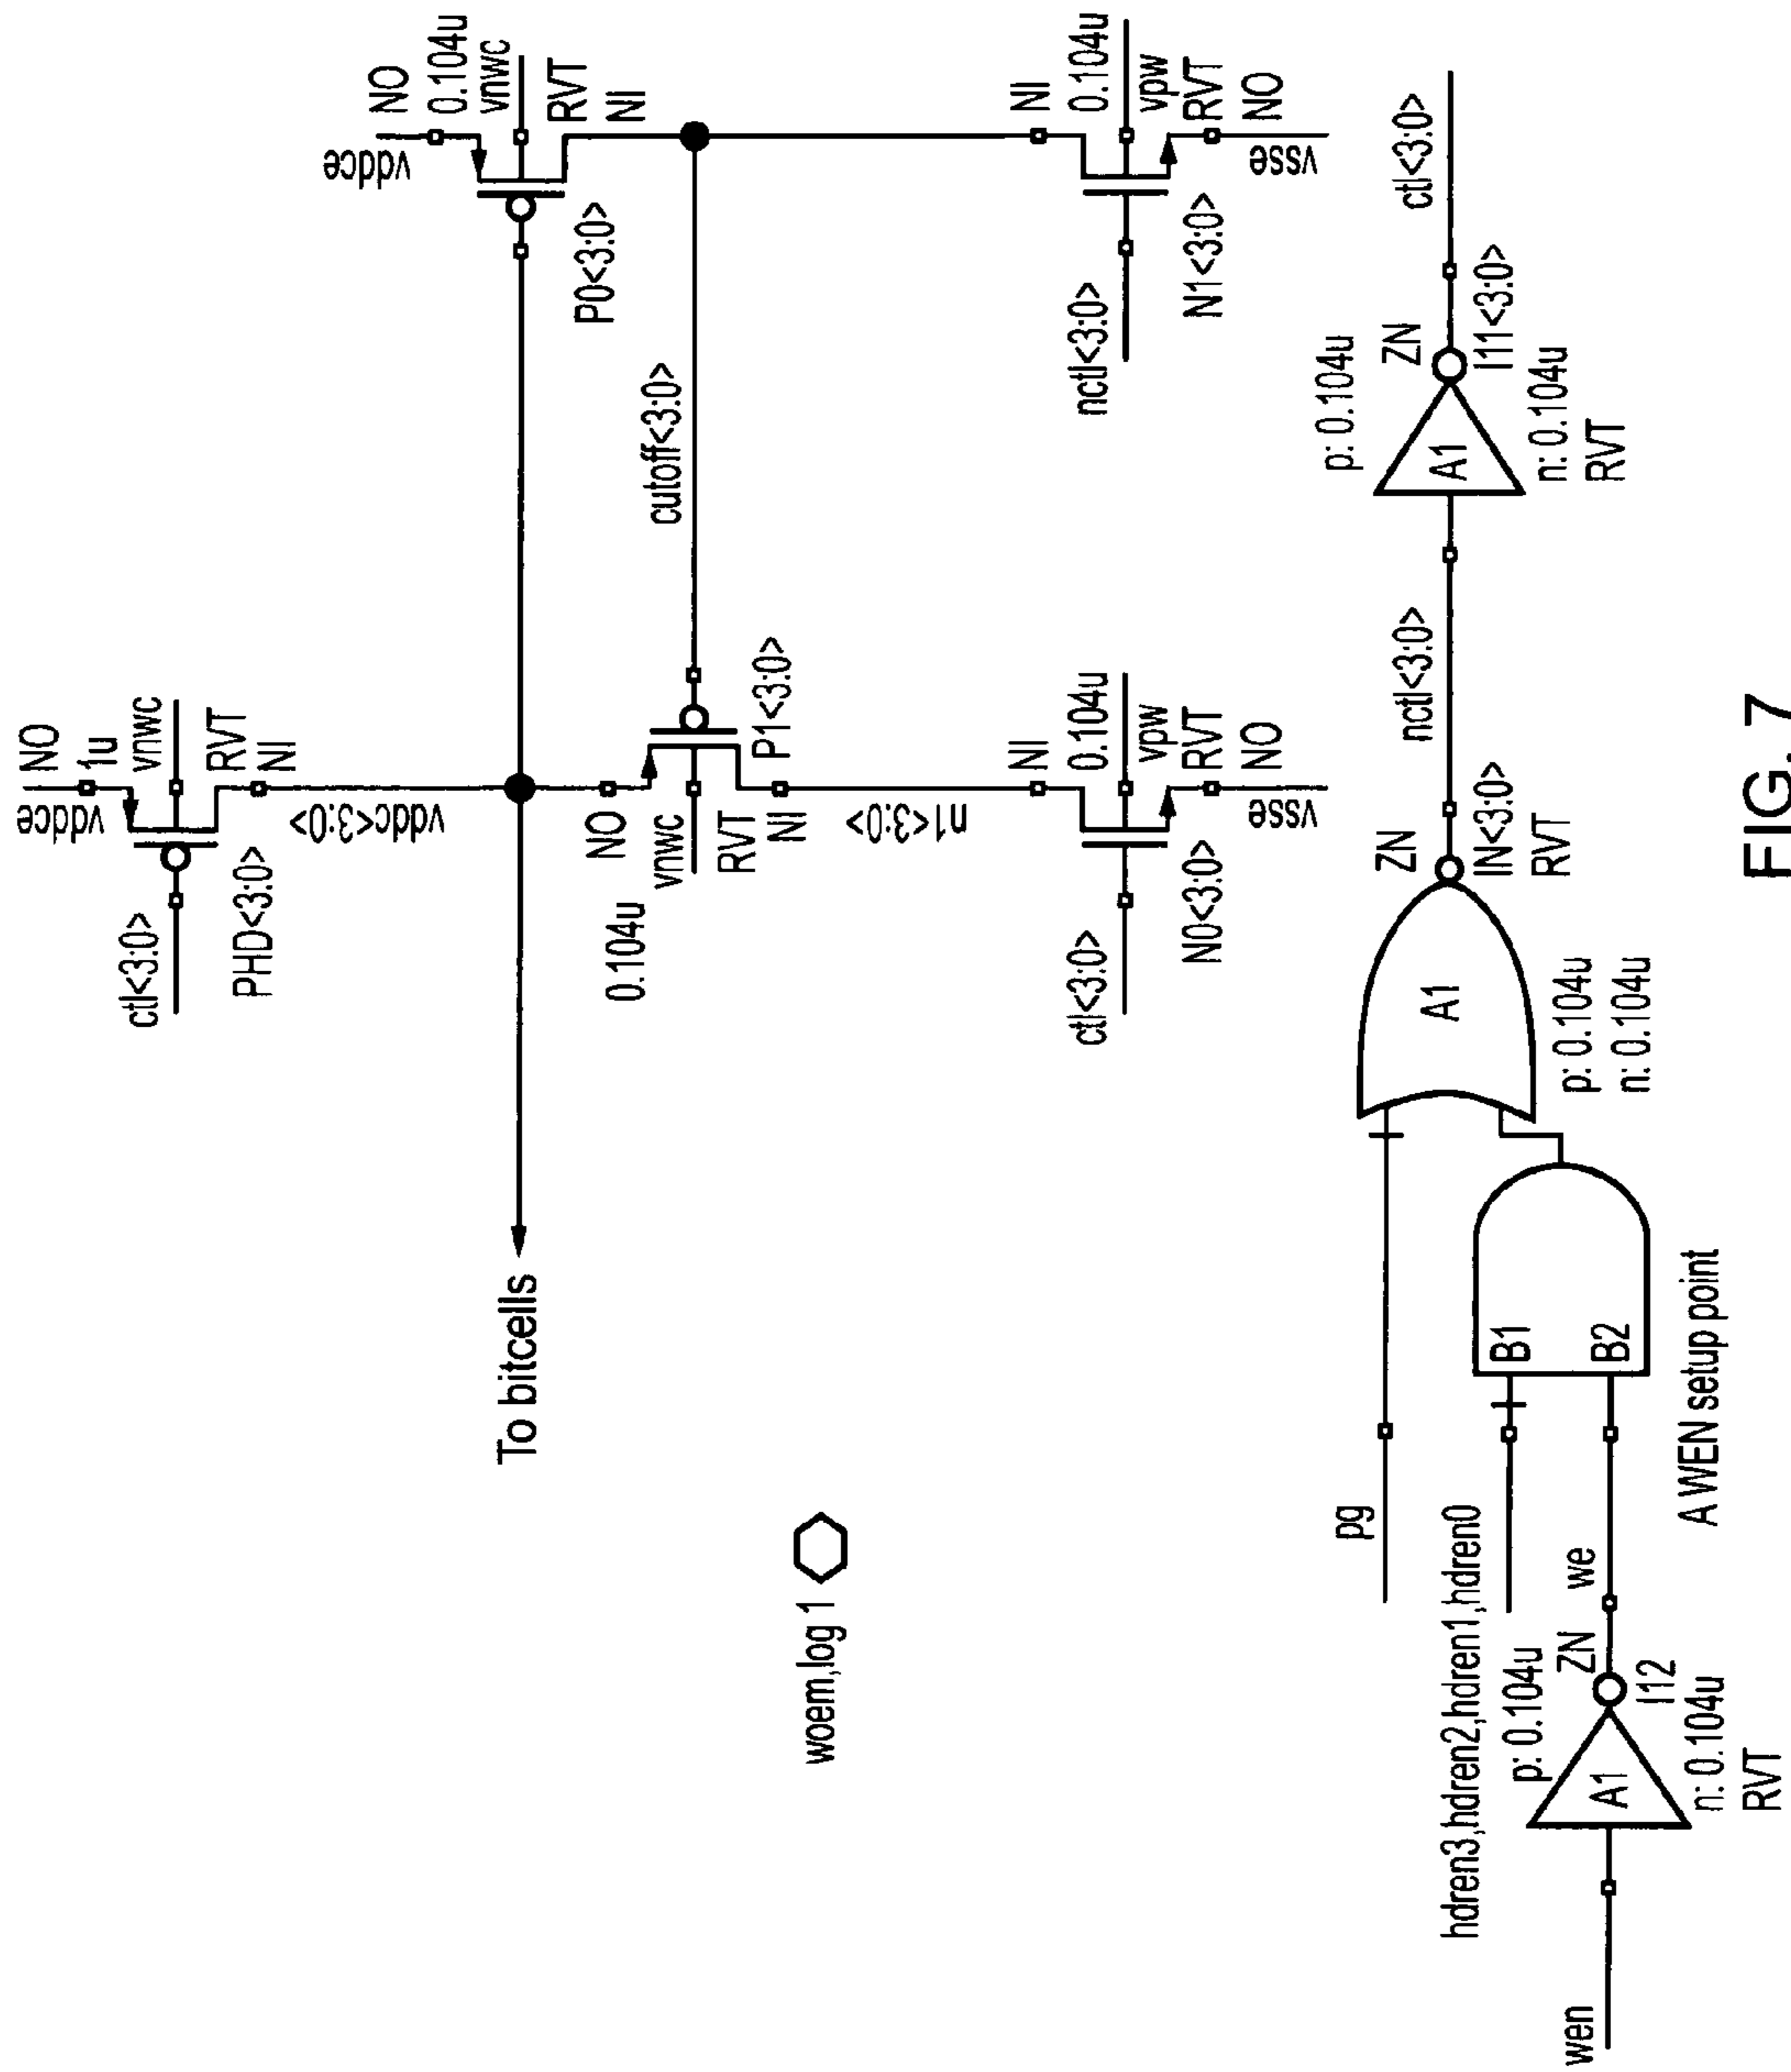 vddce
NO
1u
ctl<3:0>
vnwc
PHD<3:0>
RVT
NI
vddc<3:0>
To bitcells
vddce
NO
0.104u
vnwc
P0<3:0>
RVT
NI
cutoff<3:0>
NO
0.104u
vnwc
P1<3:0>
RVT
NI
n1<3:0>
NI
0.104u
ctl<3:0>
vpw
N0<3:0>
RVT
NO
vsse
NI
0.104u
nctl<3:0>
vpw
N1<3:0>
RVT
NO
vsse
woem,log 1
pg
hdren3,hdren2,hdren1,hdren0
wen
p: 0.104u
A1
ZN
we
I12
n: 0.104u
RVT
B1
B2
A WEN setup point
A1
ZN
IN<3:0>
RVT
p: 0.104u
n: 0.104u
nctl<3:0>
p: 0.104u
A1
ZN
I11<3:0>
n: 0.104u
RVT
ctl<3:0>
FIG. 7